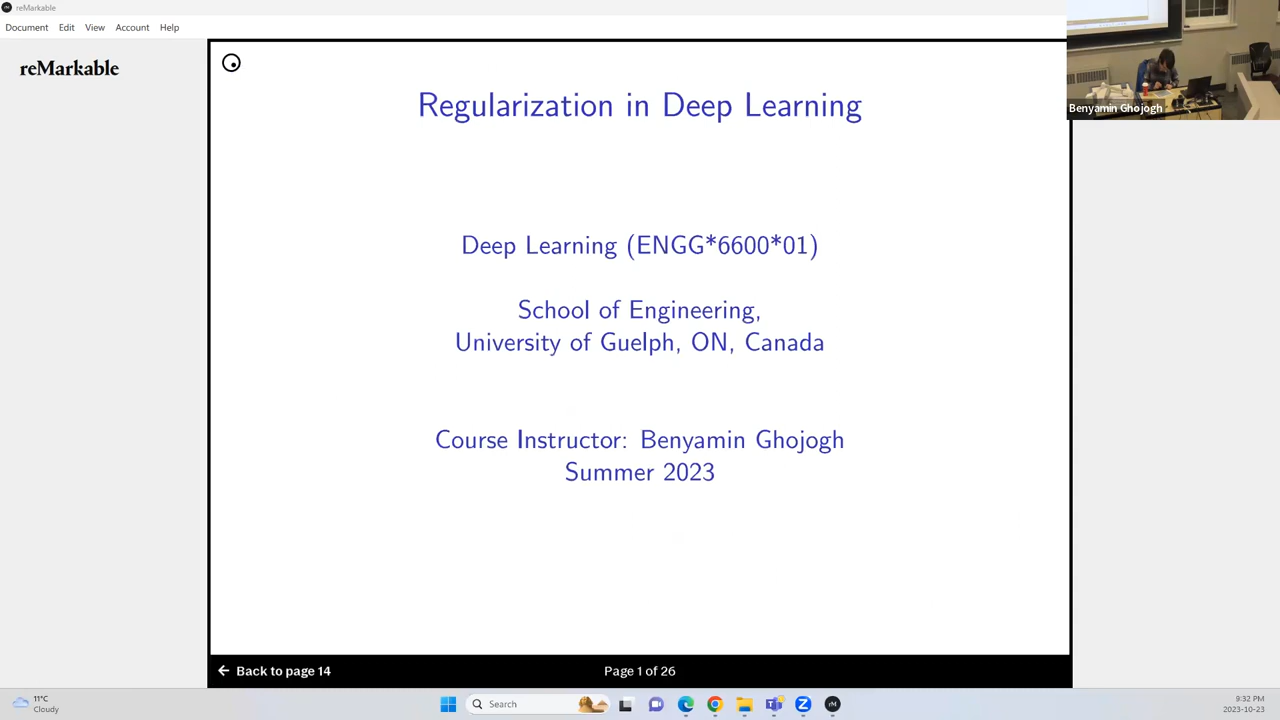 reMarkable
Document Edit View Account Help
reMarkable
Regularization in Deep Learning
Deep Learning (ENGG*6600*01)
School of Engineering,
University of Guelph, ON, Canada
Course Instructor: Benyamin Ghojogh
Summer 2023
Benyamin Ghojogh
Back to page 14
Page 1 of 26
11°C
Cloudy
Search
9:32 PM
2023-10-23